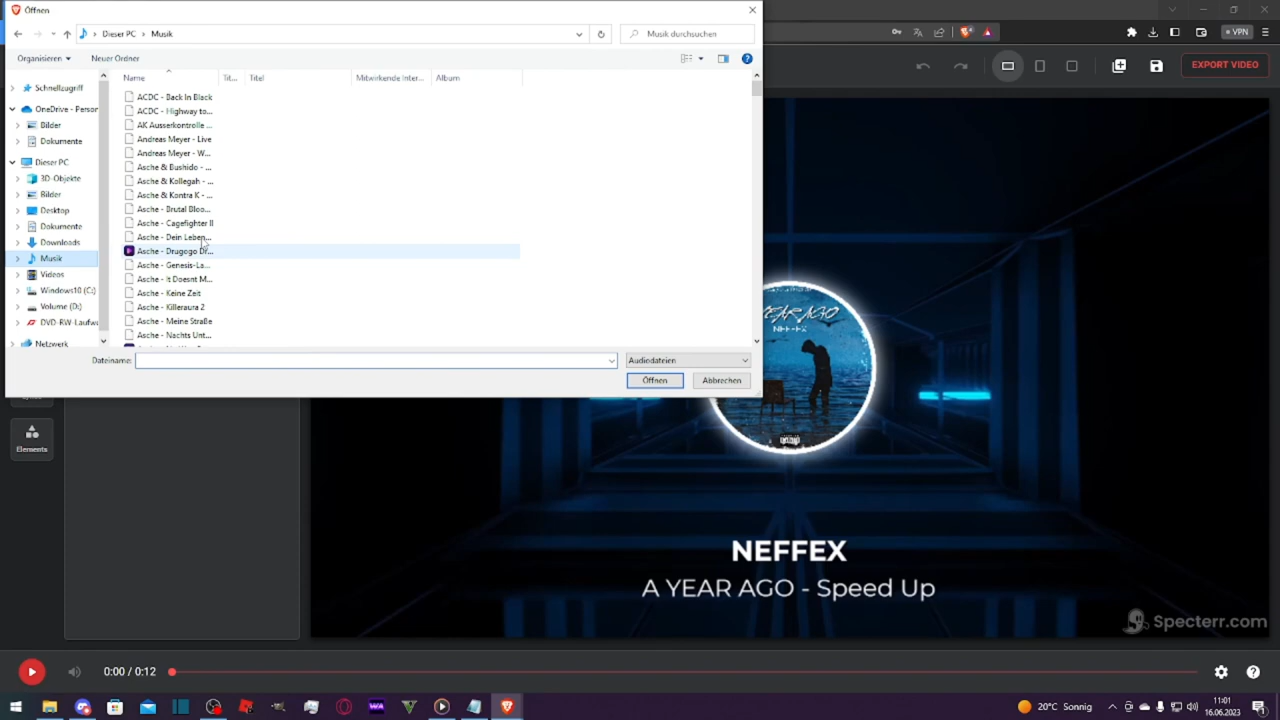 Öffnen
Dieser PC > Musik
Musik durchsuchen
VPN
Organisieren
Neuer Ordner
EXPORT VIDEO
Name
Tit...
Titel
Mitwirkende Inter...
Album
Schnellzugriff
OneDrive - Person
Bilder
Dokumente
Dieser PC
3D-Objekte
Bilder
Desktop
Dokumente
Downloads
Musik
Videos
Windows10 (C:)
Volume (D:)
DVD-RW-Laufw
Netzwerk
ACDC - Back In Black
ACDC - Highway to...
AK Ausserkontrolle ...
Andreas Meyer - Live
Andreas Meyer - W...
Asche & Bushido - ...
Asche & Kollegah - ...
Asche & Kontra K - ...
Asche - Brutal Bloo...
Asche - Cagefighter II
Asche - Dein Leben...
Asche - Drugogo Dr...
Asche - Genesis-La...
Asche - It Doesnt M...
Asche - Keine Zeit
Asche - Killeraura 2
Asche - Meine Straße
Asche - Nachts Unt...
Dateiname:
Audiodateien
Öffnen
Abbrechen
Elements
YEAR AGO
NEFFEX
NEFFEX
A YEAR AGO - Speed Up
Specterr.com
0:00 / 0:12
WA
20°C Sonnig
11:01
16.06.2023